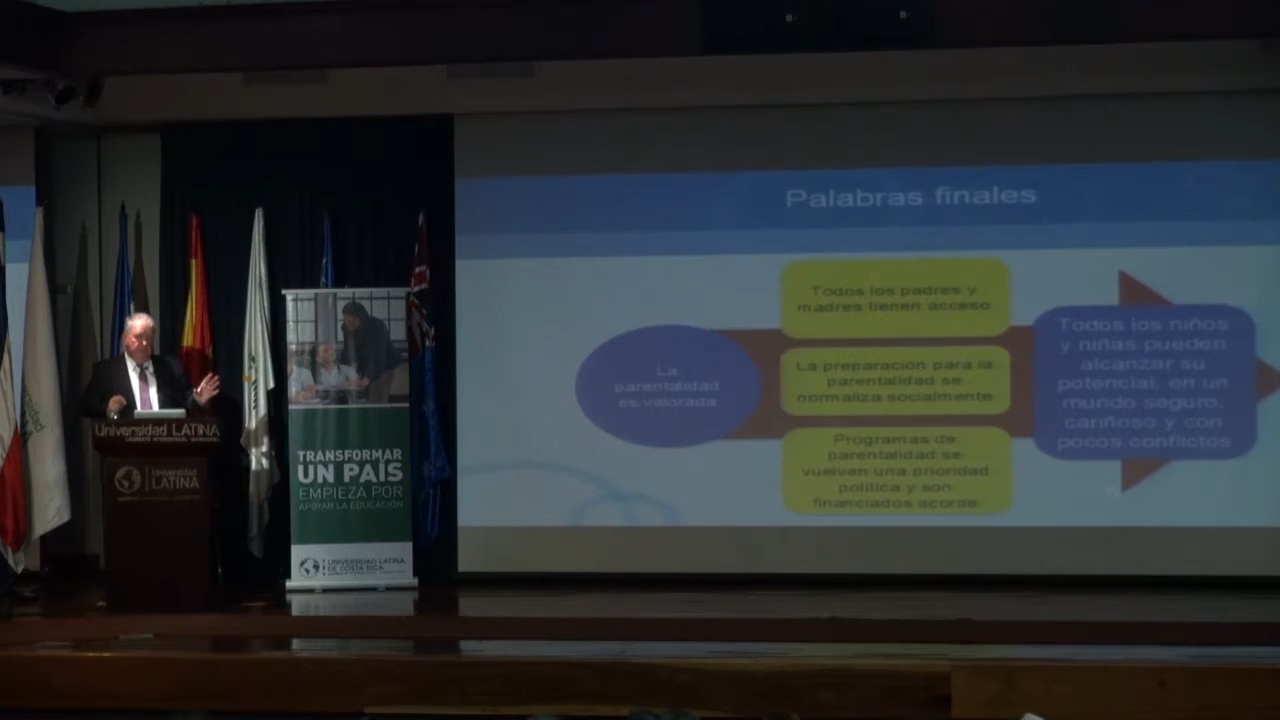 Palabras finales
La
parentalidad
es valorada
Todos los padres y
madres tienen acceso.
La preparación para la
parentalidad se
normaliza socialmente
Programas de
parentalidad se
vuelven una prioridad
política y son
financiados acorde
Todos los niños
y niñas pueden
alcanzar su
potencial, en un
mundo seguro,
cariñoso y con
pocos conflictos
Universidad LATINA
Universidad
LATINA
TRANSFORMAR
UN PAÍS
EMPIEZA POR
APOYAR LA EDUCACIÓN
UNIVERSIDAD LATINA
DE COSTA RICA